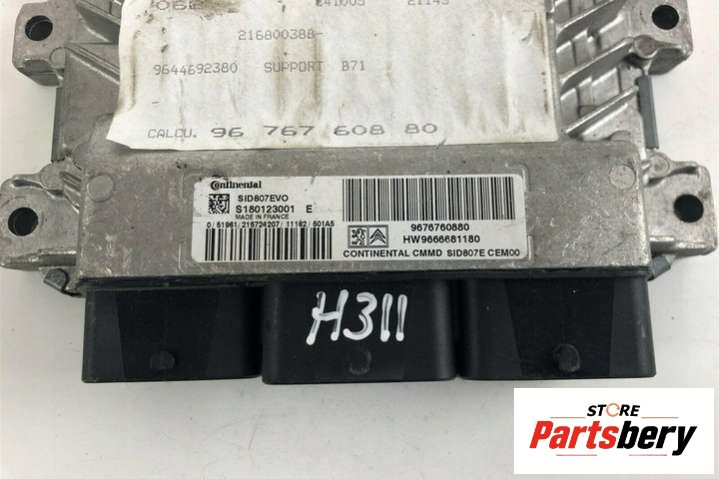 21145
216800388-
9644692380 SUPPORT B71
CALCU. 96 767 608 80
Continental
SID807EVO
S180123001 E
MADE IN FRANCE
9676760880
HW9666681180
CONTINENTAL CMMD SID807E CEM00
H311
STORE
Partsbery